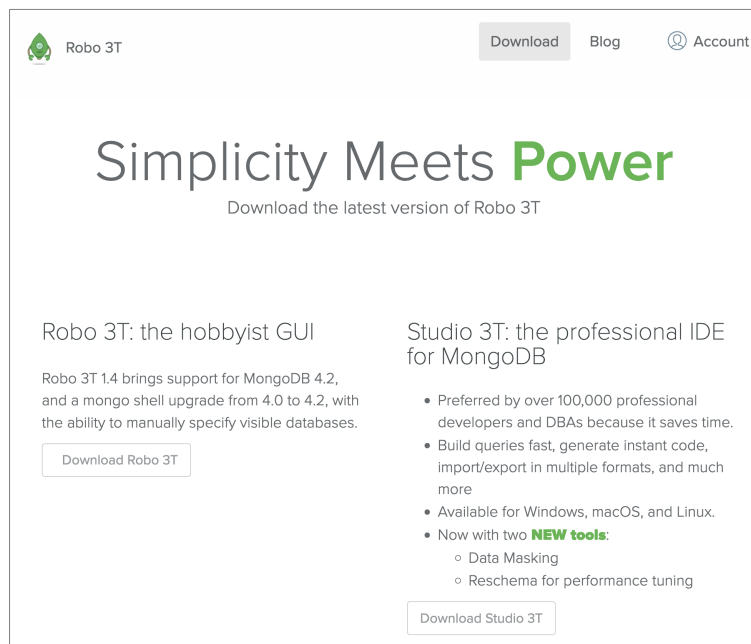 Robo 3T
Download
Blog
Account
Simplicity Meets Power
Download the latest version of Robo 3T
Robo 3T: the hobbyist GUI
Robo 3T 1.4 brings support for MongoDB 4.2,
and a mongo shell upgrade from 4.0 to 4.2, with
the ability to manually specify visible databases.
Download Robo 3T
Studio 3T: the professional IDE
for MongoDB
Preferred by over 100,000 professional
developers and DBAs because it saves time.
Build queries fast, generate instant code,
import/export in multiple formats, and much
more
Available for Windows, macOS, and Linux.
Now with two NEW tools:
Data Masking
Reschema for performance tuning
Download Studio 3T